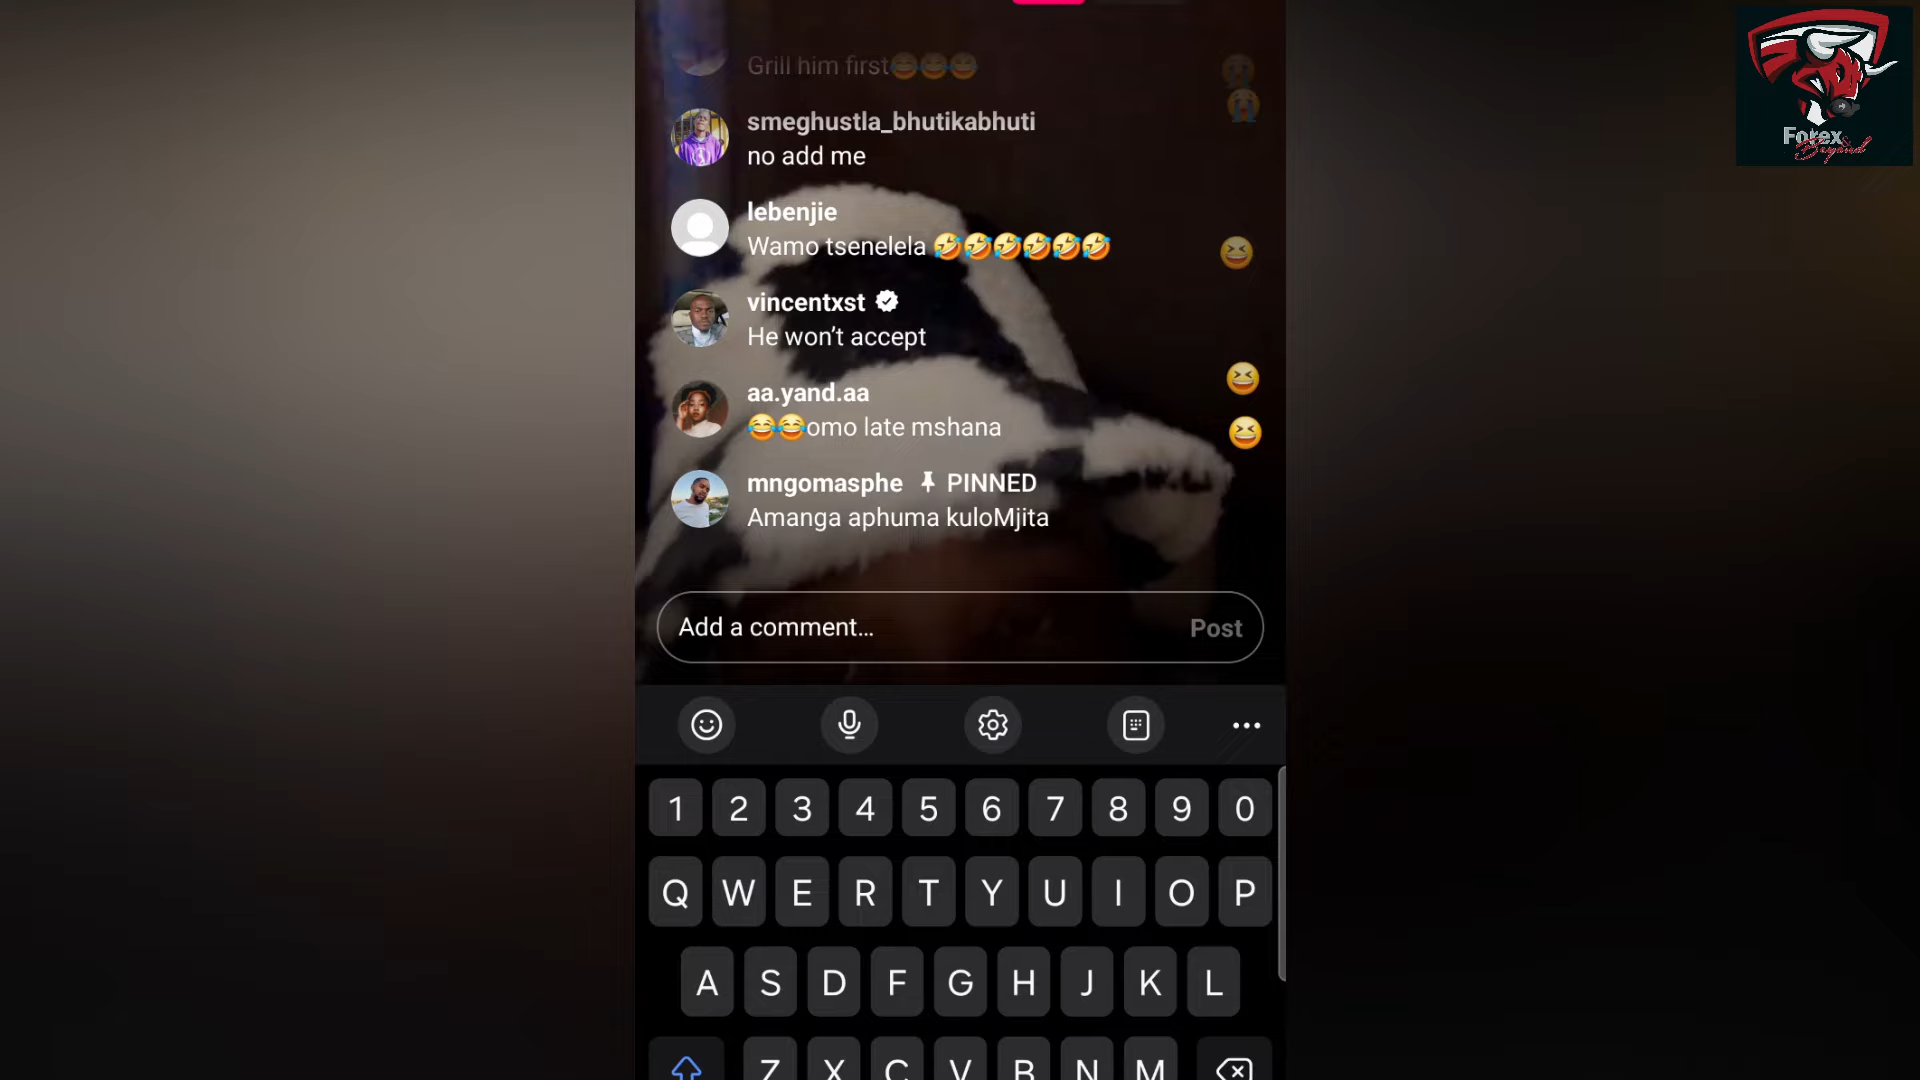 Grill him first😂😂😂
smeghustla_bhutikabhuti
no add me
lebenjie
Wamo tsenelela 🤣🤣🤣🤣🤣🤣
vincentxst
He won’t accept
aa.yand.aa
😂😂omo late mshana
mngomasphe PINNED
Amanga aphuma kuloMjita
Add a comment… Post
1 2 3 4 5 6 7 8 9 0
Q W E R T Y U I O P
A S D F G H J K L
Z X C V B N M
Forex
Beyond